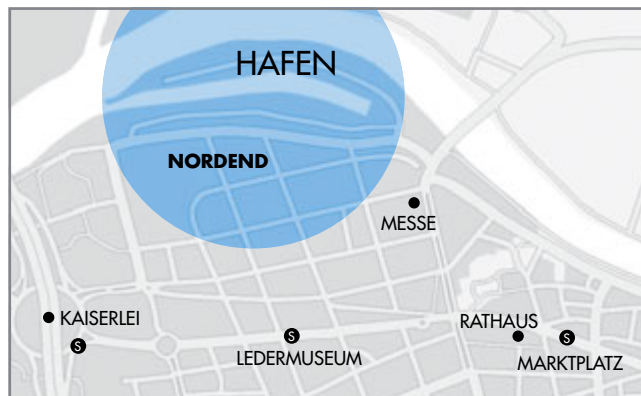 HAFEN
NORDEND
MESSE
KAISERLEI
S
S
LEDERMUSEUM
RATHAUS
S
MARKTPLATZ